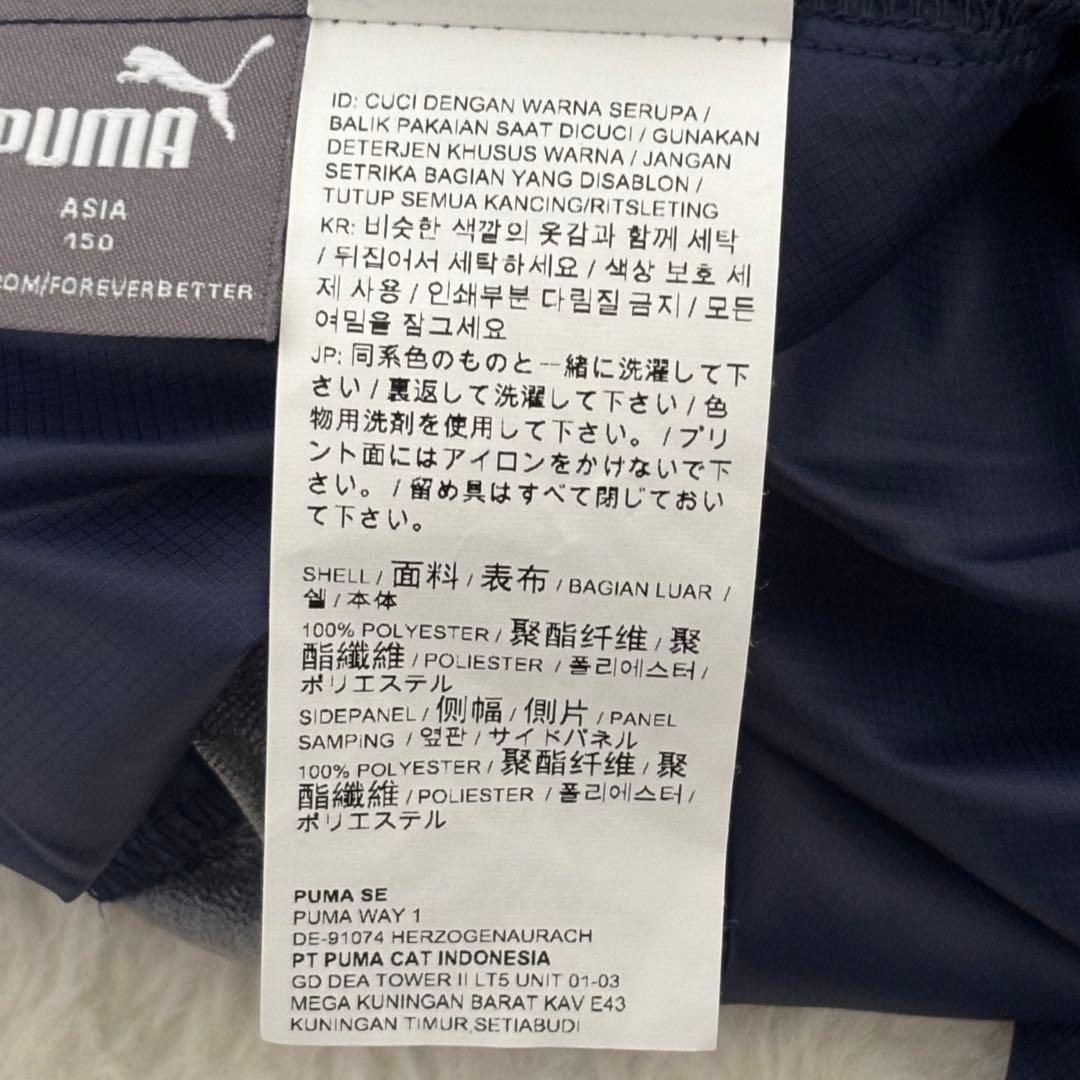 PUMA
ASIA
150
OM/FOREVERBETTER
ID: CUCI DENGAN WARNA SERUPA /
BALIK PAKAIAN SAAT DICUCI / GUNAKAN
DETERJEN KHUSUS WARNA / JANGAN
SETRIKA BAGIAN YANG DISABLON /
TUTUP SEMUA KANCING/RITSLETING
KR: 비슷한 색깔의 옷감과 함께 세탁
/ 뒤집어서 세탁하세요 / 색상 보호 세
제 사용 / 인쇄부분 다림질 금지 / 모든
여밈을 잠그세요
JP: 同系色のものと一緒に洗濯して下
さい / 裏返して洗濯して下さい / 色
物用洗剤を使用して下さい。 / プリ
ント面にはアイロンをかけないで下
さい。 / 留め具はすべて閉じておい
て下さい。
SHELL / 面料 / 表布 / BAGIAN LUAR /
쉘 / 本体
100% POLYESTER / 聚酯纤维 / 聚
酯纖維 / POLIESTER / 폴리에스터 /
ポリエステル
SIDEPANEL / 侧幅 / 側片 / PANEL
SAMPING / 옆판 / サイドパネル
100% POLYESTER / 聚酯纤维 / 聚
酯纖維 / POLIESTER / 폴리에스터 /
ポリエステル
PUMA SE
PUMA WAY 1
DE-91074 HERZOGENAURACH
PT PUMA CAT INDONESIA
GD DEA TOWER II LT5 UNIT 01-03
MEGA KUNINGAN BARAT KAV E43
KUNINGAN TIMUR,SETIABUDI